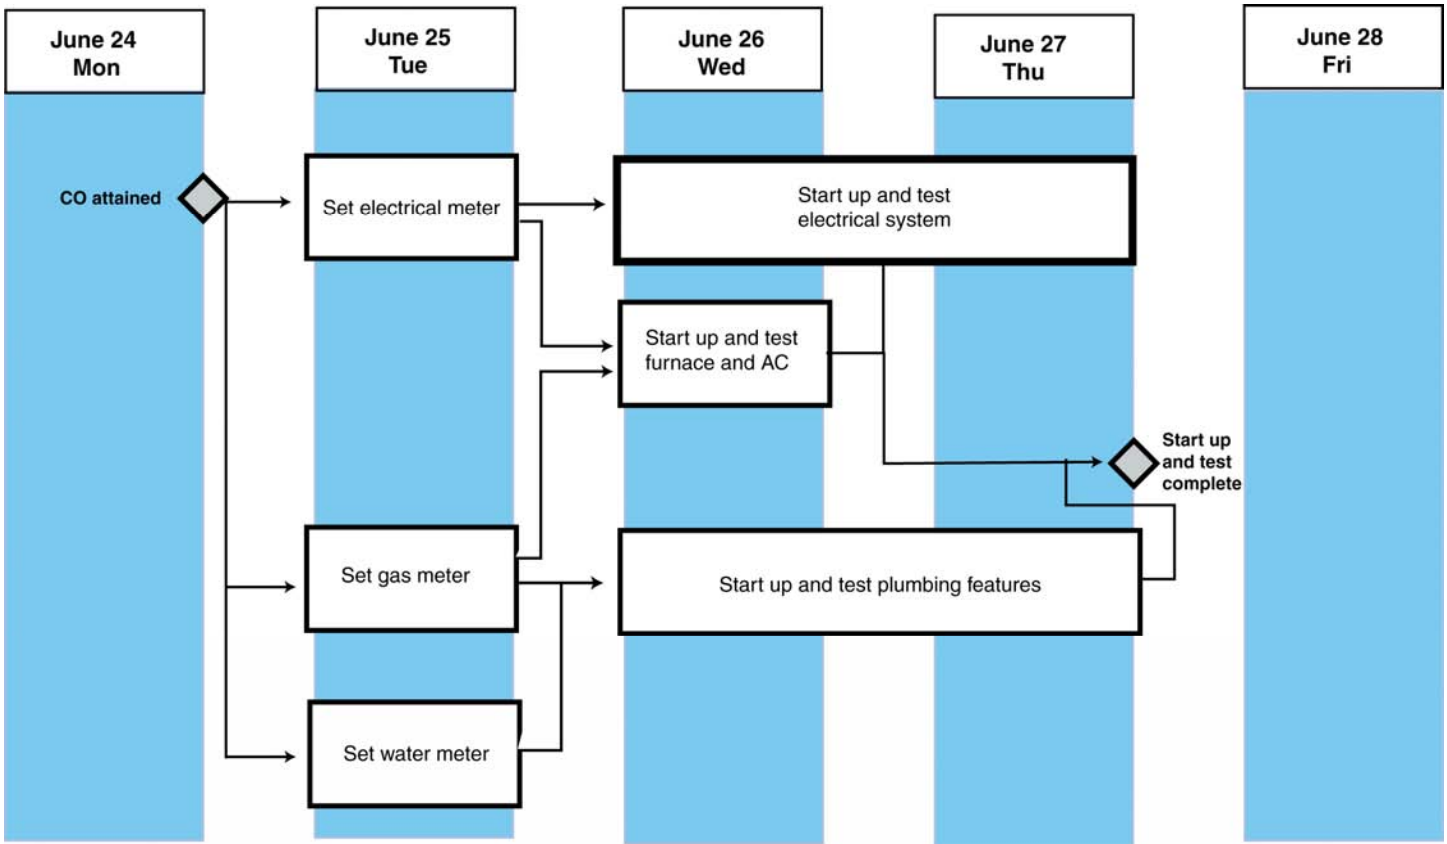 June 24
Mon
June 25
Tue
June 26
Wed
June 27
Thu
June 28
Fri
CO attained
Set electrical meter
Start up and test
electrical system
Start up and test
furnace and AC
Start up
and test
complete
Set gas meter
Start up and test plumbing features
Set water meter